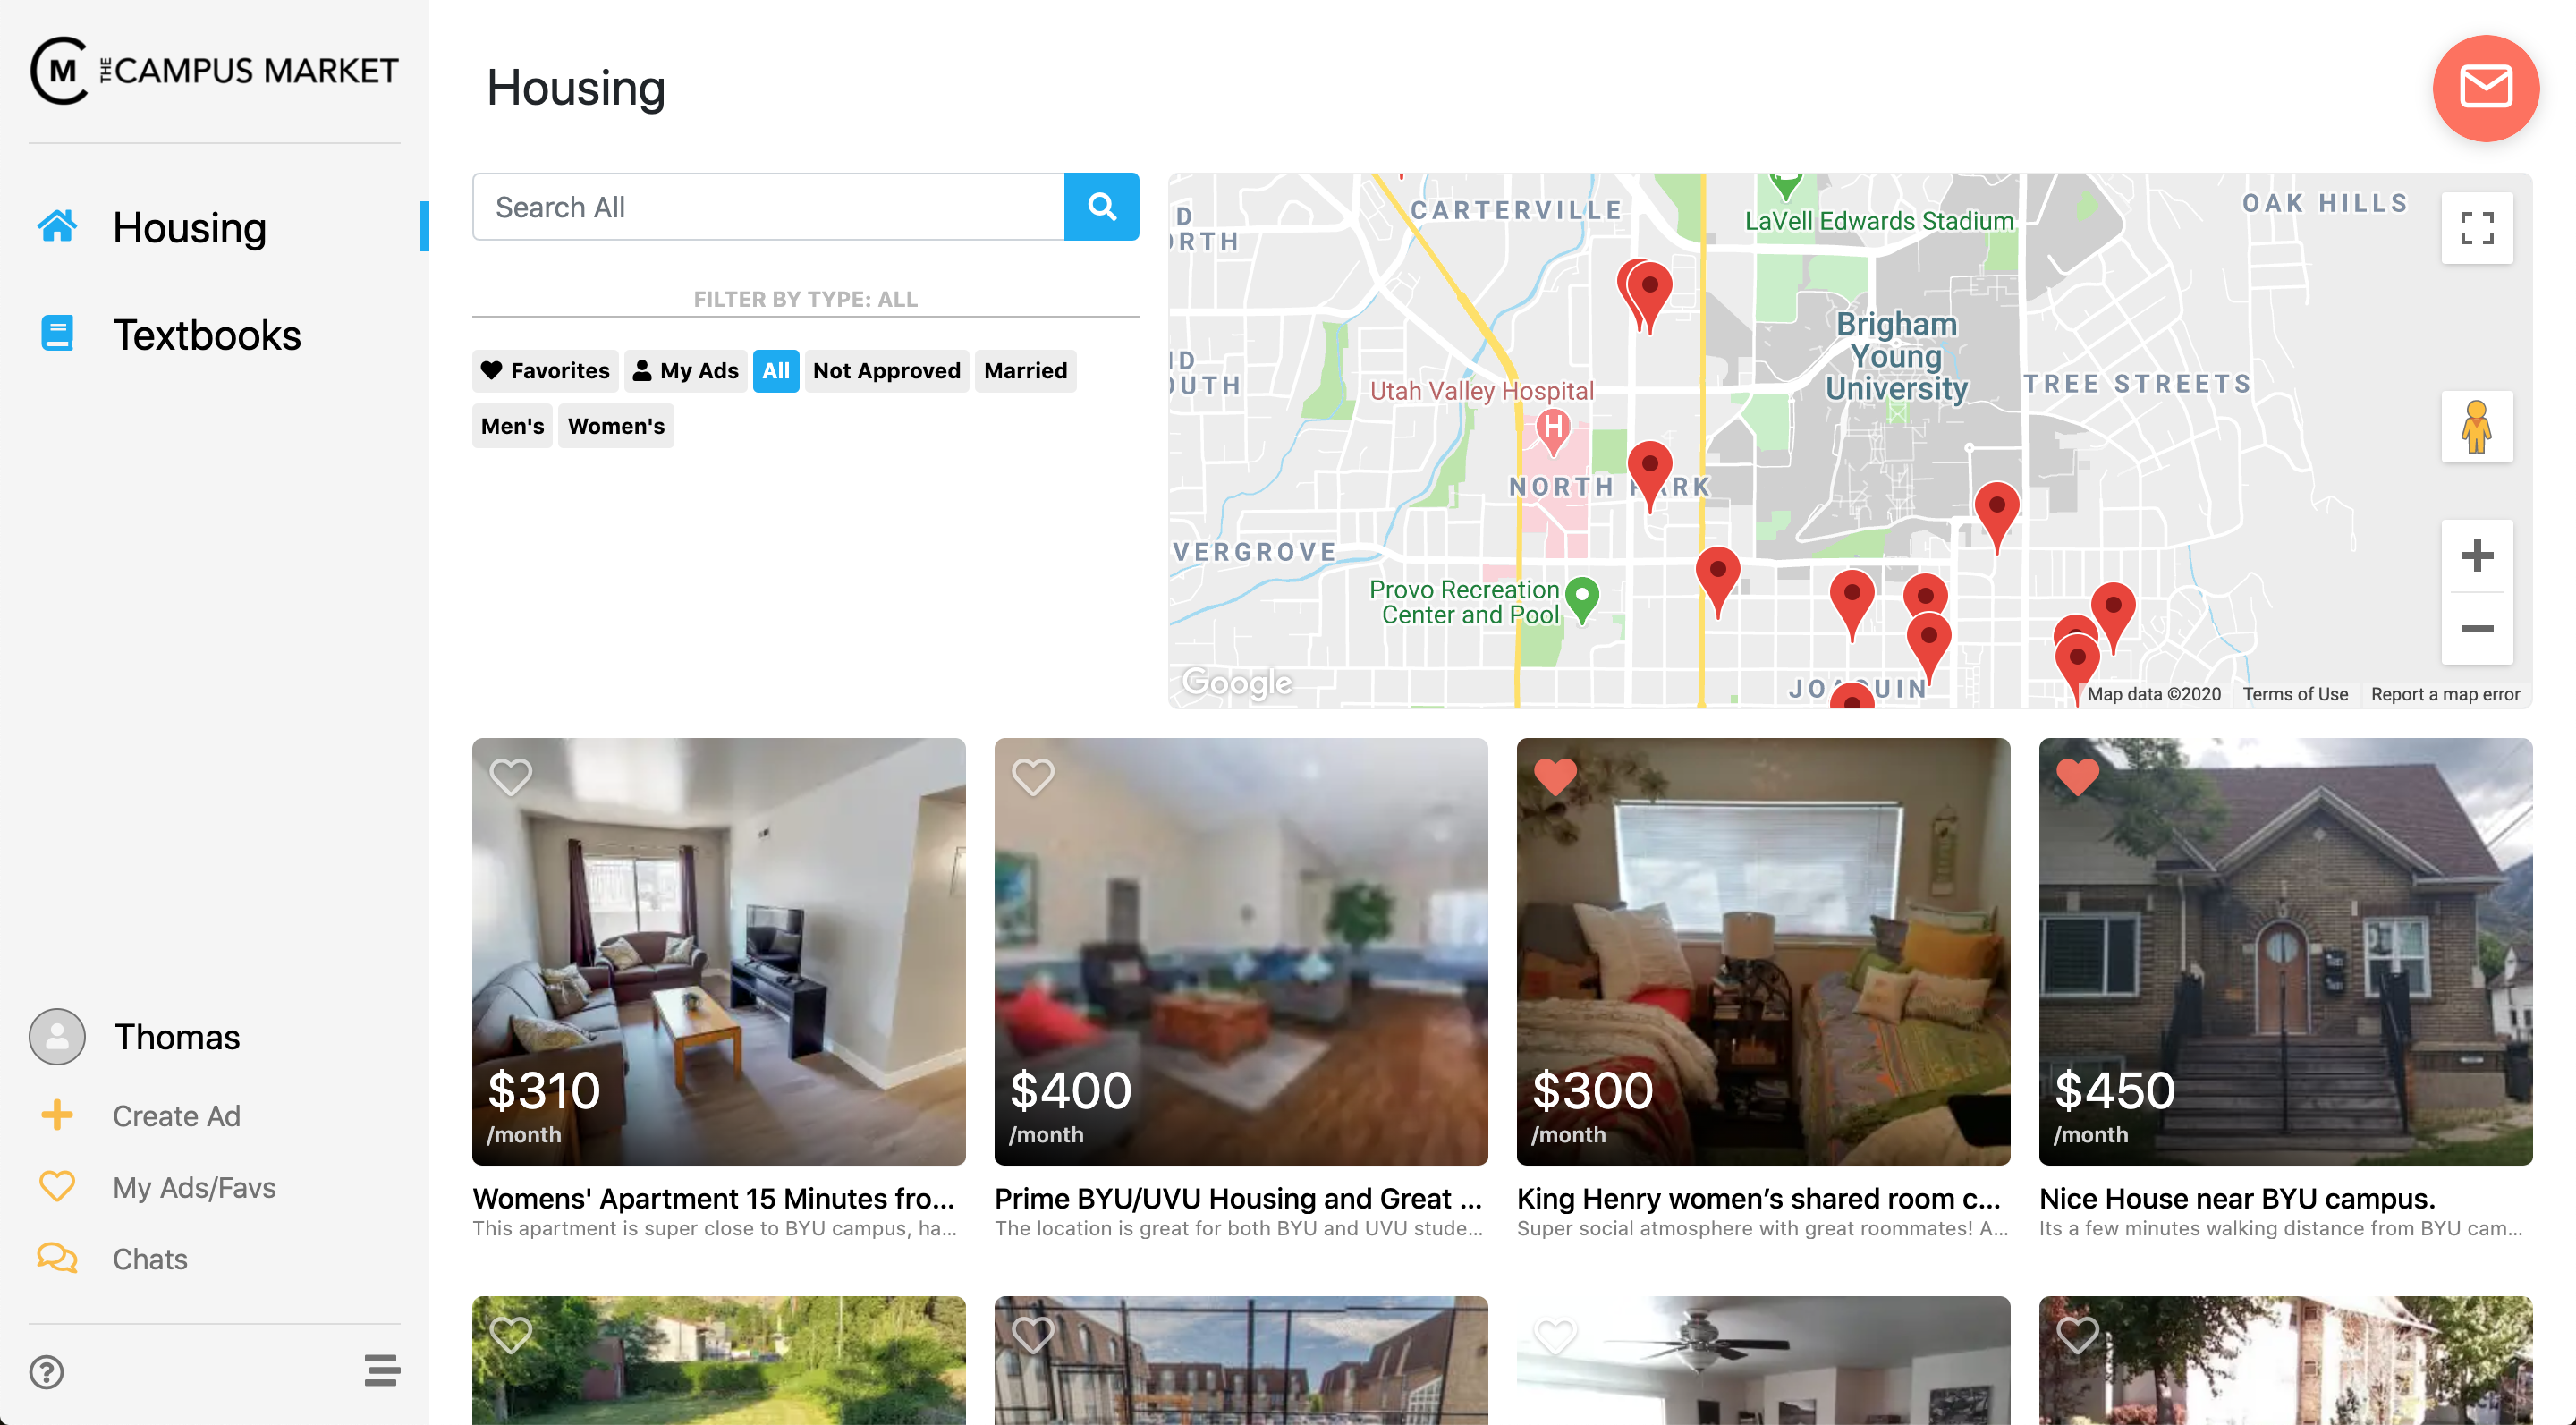 M THE CAMPUS MARKET
Housing
Textbooks
Thomas
Create Ad
My Ads/Favs
Chats
?
Housing
Search All
FILTER BY TYPE: ALL
Favorites My Ads All Not Approved Married
Men's Women's
D
ORTH
CARTERVILLE
LaVell Edwards Stadium
OAK HILLS
Brigham
Young
University
ID
OUTH
Utah Valley Hospital
H
TREE STREETS
NORTH PARK
VERGROVE
Provo Recreation
Center and Pool
JOAQUIN
Google
Map data ©2020 Terms of Use Report a map error
$310
/month
Womens' Apartment 15 Minutes fro...
This apartment is super close to BYU campus, ha...
$400
/month
Prime BYU/UVU Housing and Great ...
The location is great for both BYU and UVU stude...
$300
/month
King Henry women’s shared room c...
Super social atmosphere with great roommates! A...
$450
/month
Nice House near BYU campus.
Its a few minutes walking distance from BYU cam...